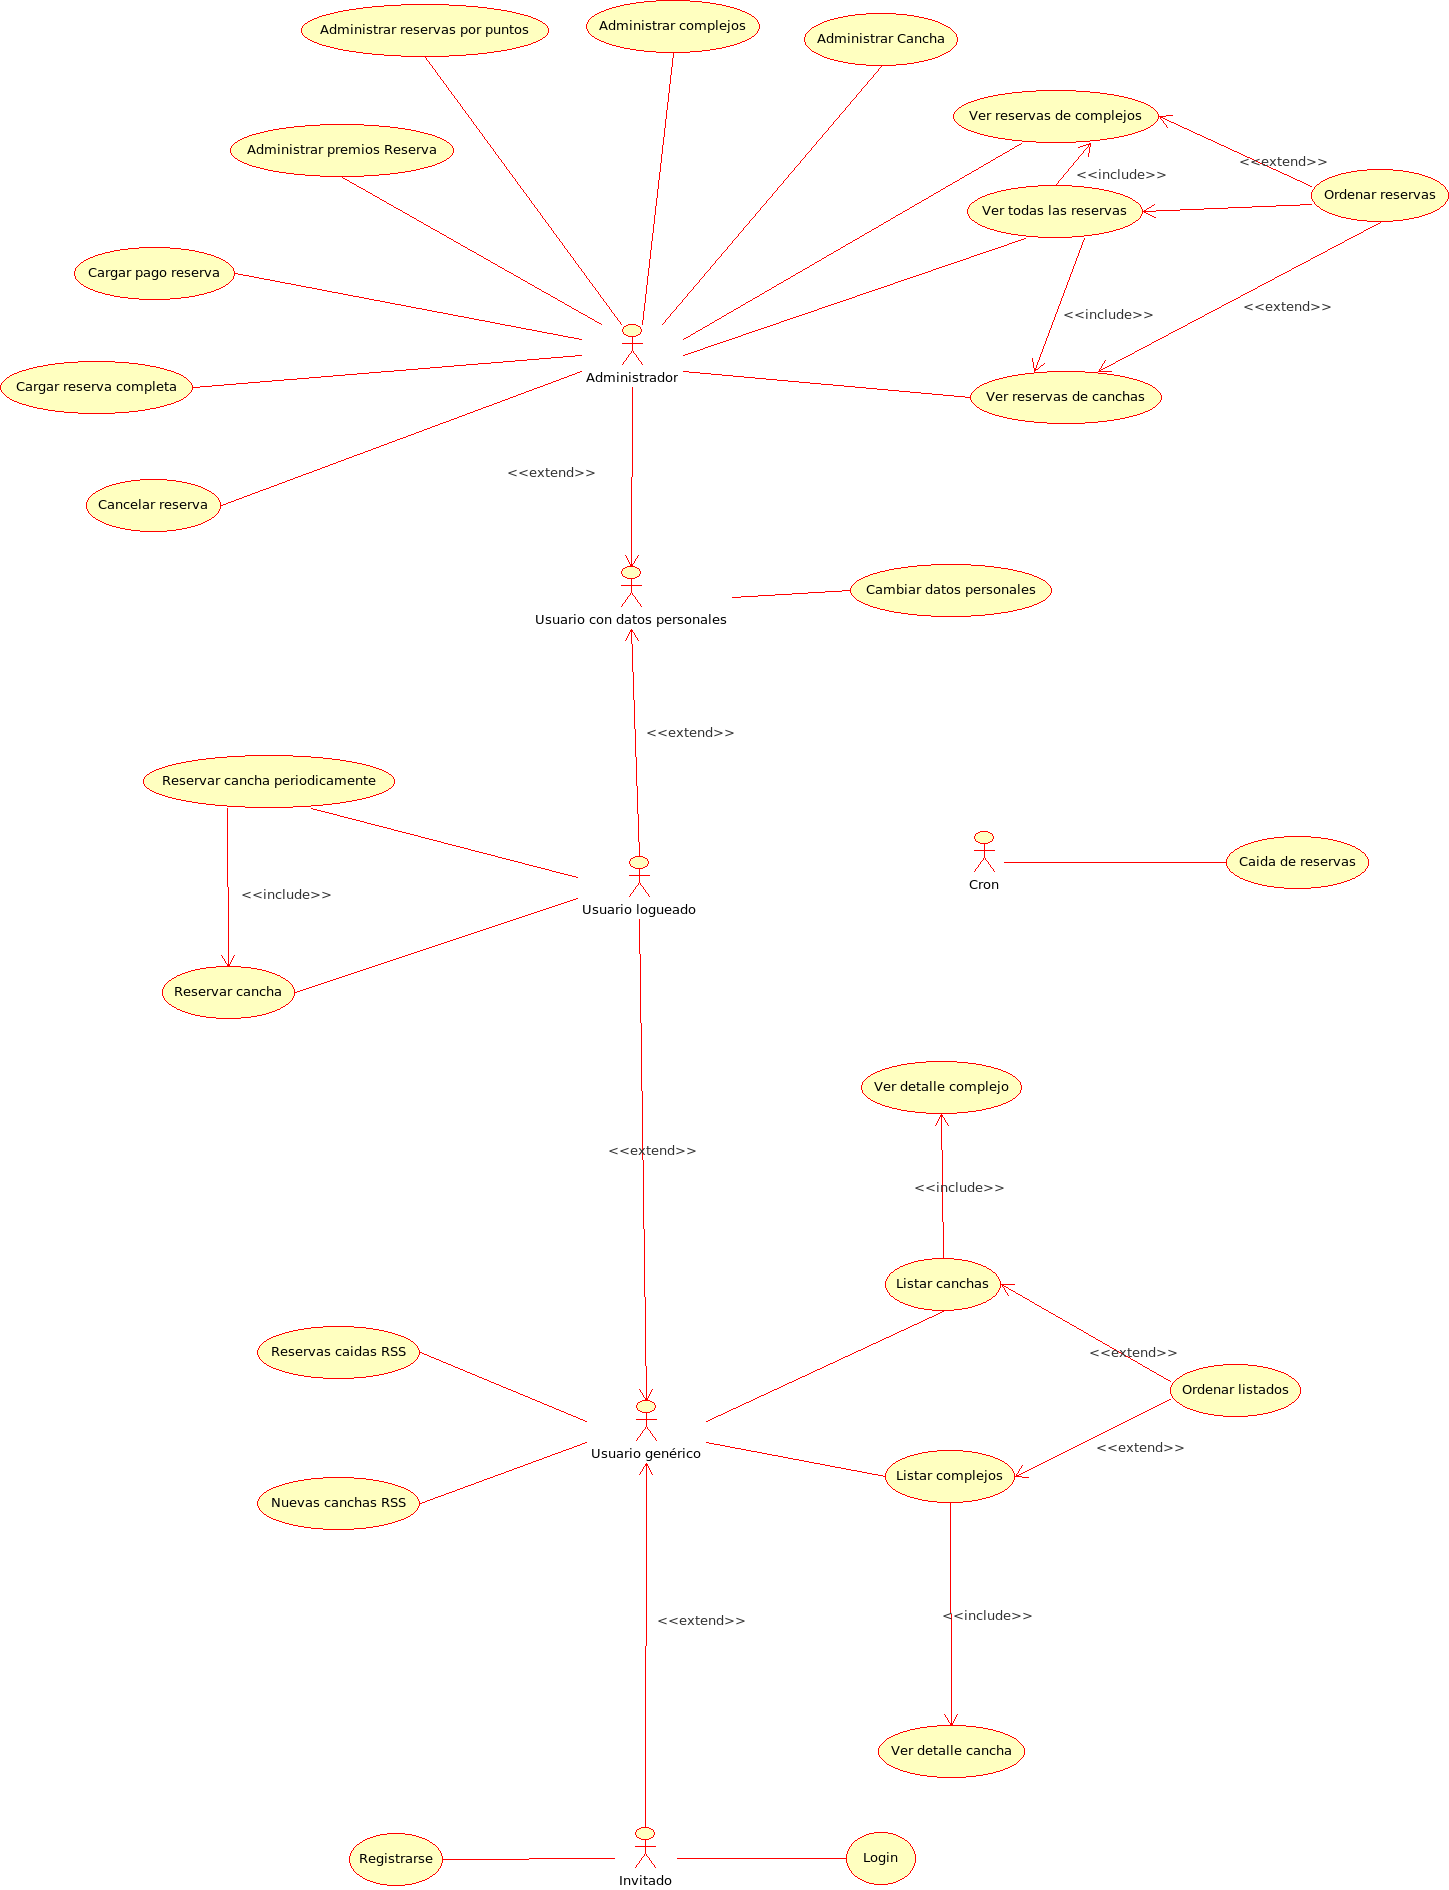 Administrar reservas por puntos
Administrar complejos
Administrar Cancha
Ver reservas de complejos
Administrar premios Reserva
<<extend>>
<<include>>
Ordenar reservas
Ver todas las reservas
Cargar pago reserva
<<include>>
<<extend>>
Administrador
Cargar reserva completa
Ver reservas de canchas
<<extend>>
Cancelar reserva
Cambiar datos personales
Usuario con datos personales
<<extend>>
Reservar cancha periodicamente
Caida de reservas
Cron
<<include>>
Usuario logueado
Reservar cancha
Ver detalle complejo
<<extend>>
<<include>>
Listar canchas
Reservas caidas RSS
<<extend>>
Ordenar listados
Usuario genérico
<<extend>>
Listar complejos
Nuevas canchas RSS
<<include>>
<<extend>>
Ver detalle cancha
Registrarse
Login
Invitado